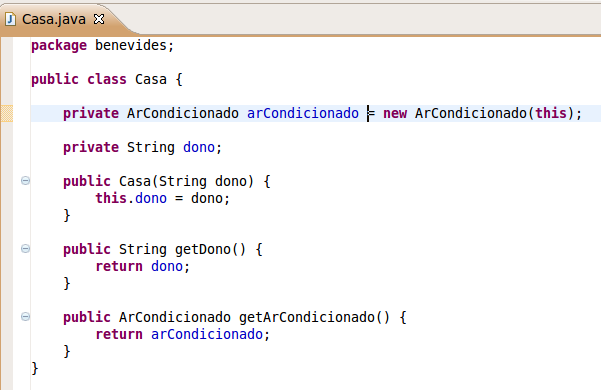 Casa.java
package benevides;
public class Casa {
private ArCondicionado arCondicionado = new ArCondicionado(this);
private String dono;
public Casa(String dono) {
this.dono = dono;
}
public String getDono() {
return dono;
}
public ArCondicionado getArCondicionado() {
return arCondicionado;
}
}